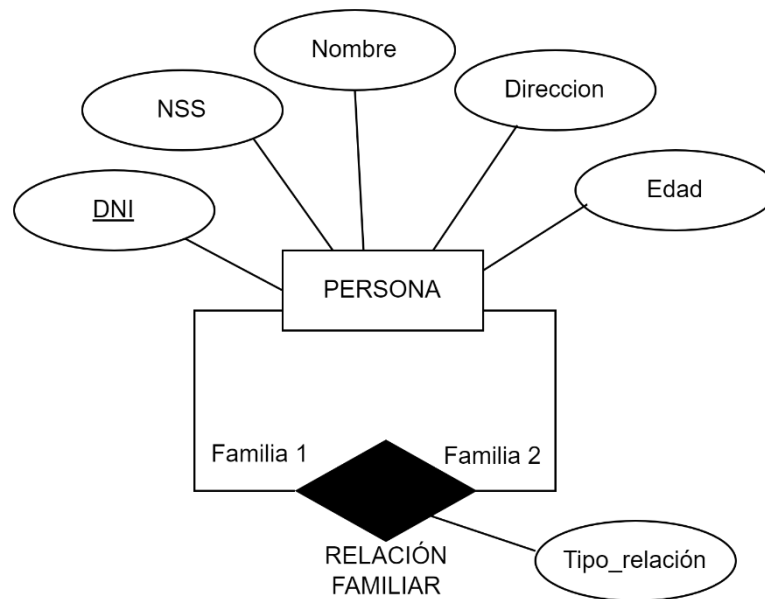 Nombre
NSS
Direccion
DNI
Edad
PERSONA
Familia 1
Familia 2
RELACIÓN
FAMILIAR
Tipo_relación